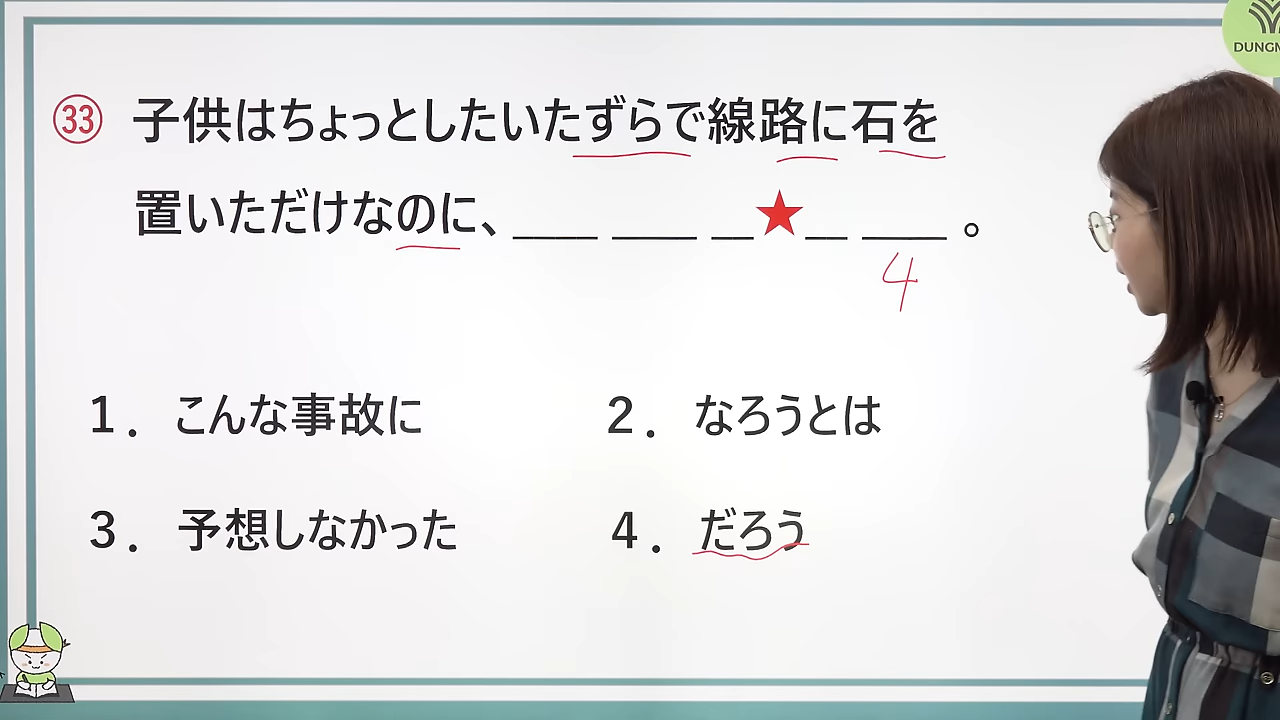 DUNGM
㉝ 子供はちょっとしたいたずらで線路に石を
置いただけなのに、____ ____ __★__ ____ 。
4
1. こんな事故に
2. なろうとは
3. 予想しなかった
4. だろう